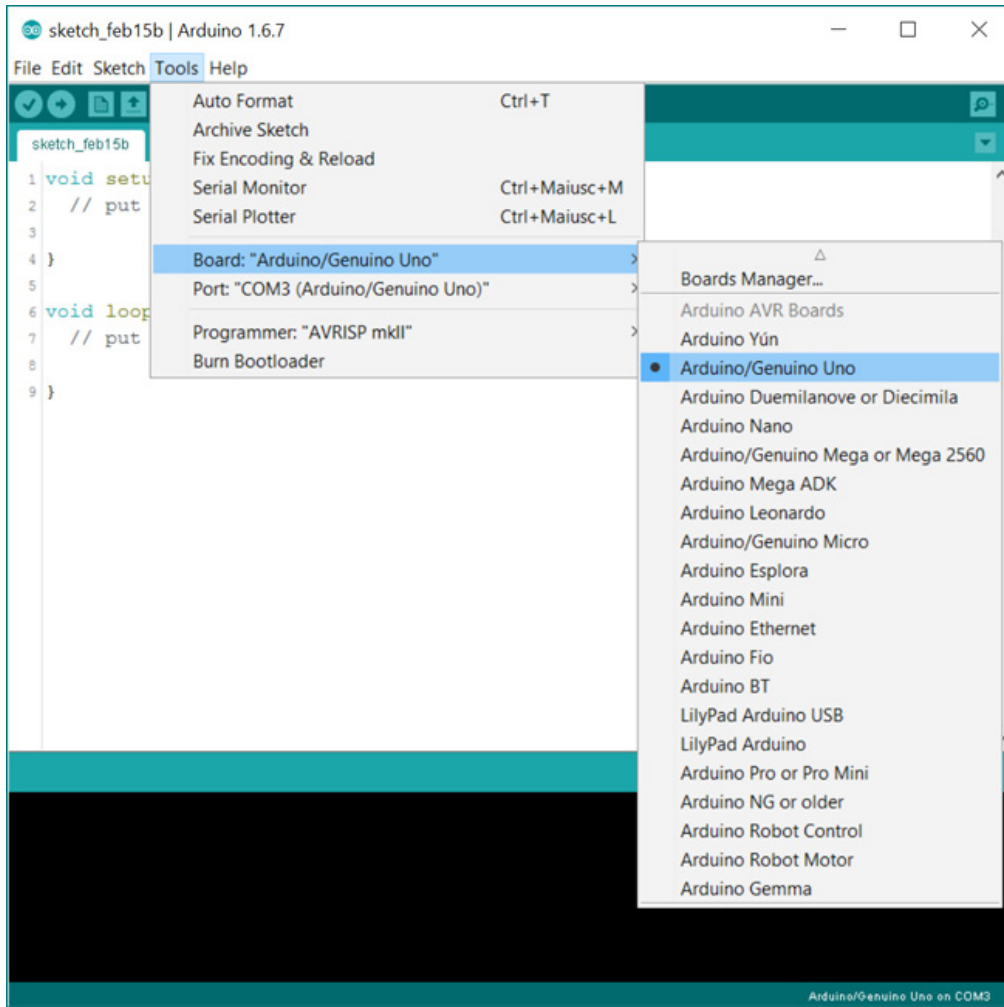 sketch_feb15b | Arduino 1.6.7
File Edit Sketch Tools Help
sketch_feb15b
1 void setu
2 // put
3
4 }
5
6 void loop
7 // put
8
9 }
Auto Format Ctrl+T
Archive Sketch
Fix Encoding & Reload
Serial Monitor Ctrl+Maiusc+M
Serial Plotter Ctrl+Maiusc+L
Board: "Arduino/Genuino Uno"
Port: "COM3 (Arduino/Genuino Uno)"
Programmer: "AVRISP mkII"
Burn Bootloader
Boards Manager...
Arduino AVR Boards
Arduino Yún
Arduino/Genuino Uno
Arduino Duemilanove or Diecimila
Arduino Nano
Arduino/Genuino Mega or Mega 2560
Arduino Mega ADK
Arduino Leonardo
Arduino/Genuino Micro
Arduino Esplora
Arduino Mini
Arduino Ethernet
Arduino Fio
Arduino BT
LilyPad Arduino USB
LilyPad Arduino
Arduino Pro or Pro Mini
Arduino NG or older
Arduino Robot Control
Arduino Robot Motor
Arduino Gemma
Arduino/Genuino Uno on COM3